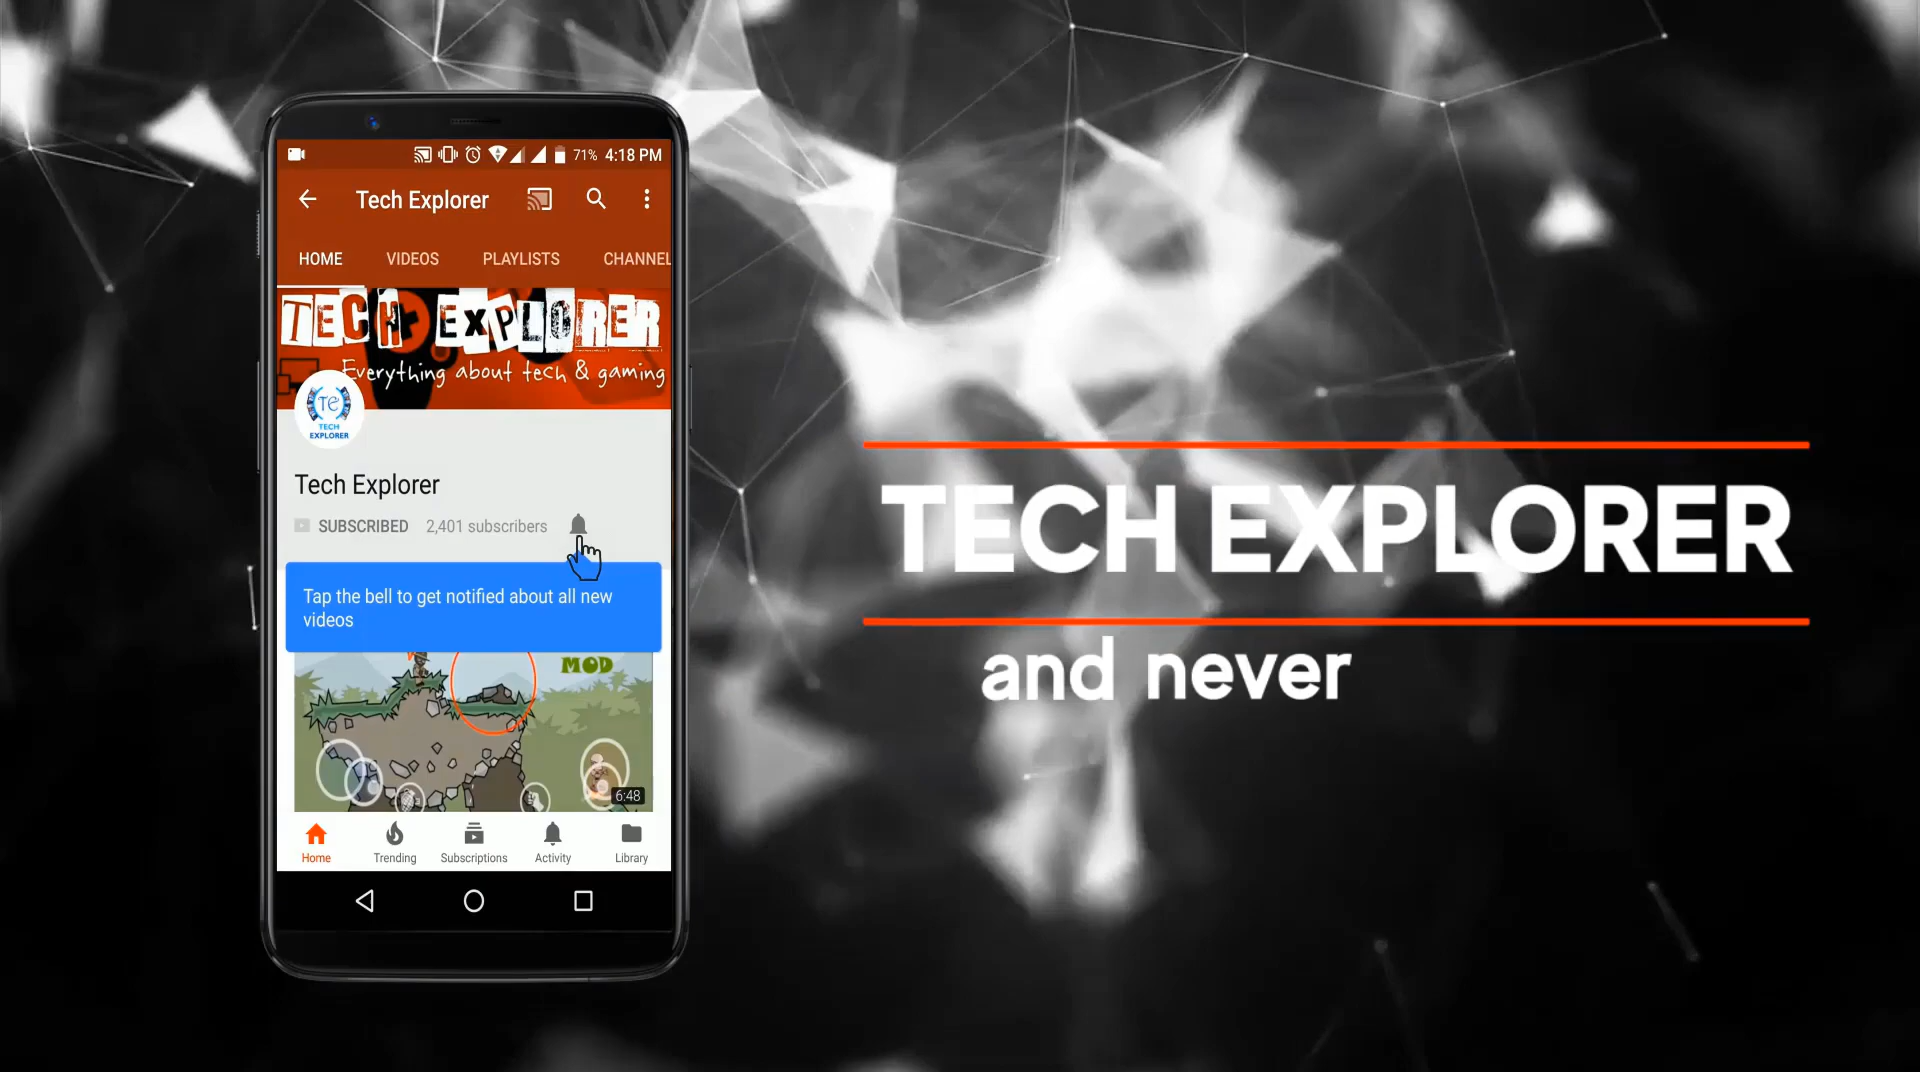 71% 4:18 PM
Tech Explorer
HOME VIDEOS PLAYLISTS CHANNEL
TECH EXPLORER
Everything about tech & gaming
Te
TECH
EXPLORER
Tech Explorer
SUBSCRIBED 2,401 subscribers
Tap the bell to get notified about all new
videos
MOD
6:48
Home Trending Subscriptions Activity Library
TECH EXPLORER
and never